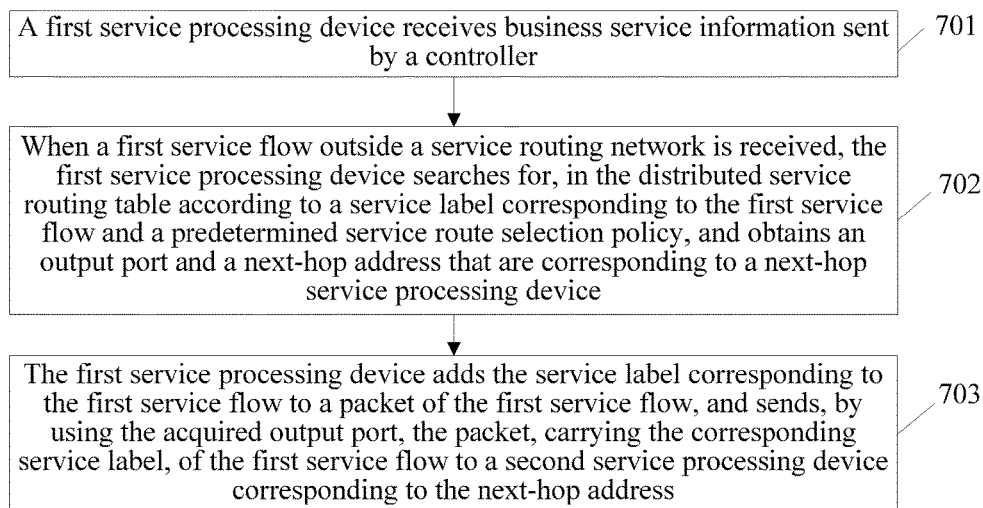 A first service processing device receives business service information sent
by a controller
701
When a first service flow outside a service routing network is received, the
first service processing device searches for, in the distributed service
routing table according to a service label corresponding to the first service
flow and a predetermined service route selection policy, and obtains an
output port and a next-hop address that are corresponding to a next-hop
service processing device
702
The first service processing device adds the service label corresponding to
the first service flow to a packet of the first service flow, and sends, by
using the acquired output port, the packet, carrying the corresponding
service label, of the first service flow to a second service processing device
corresponding to the next-hop address
703